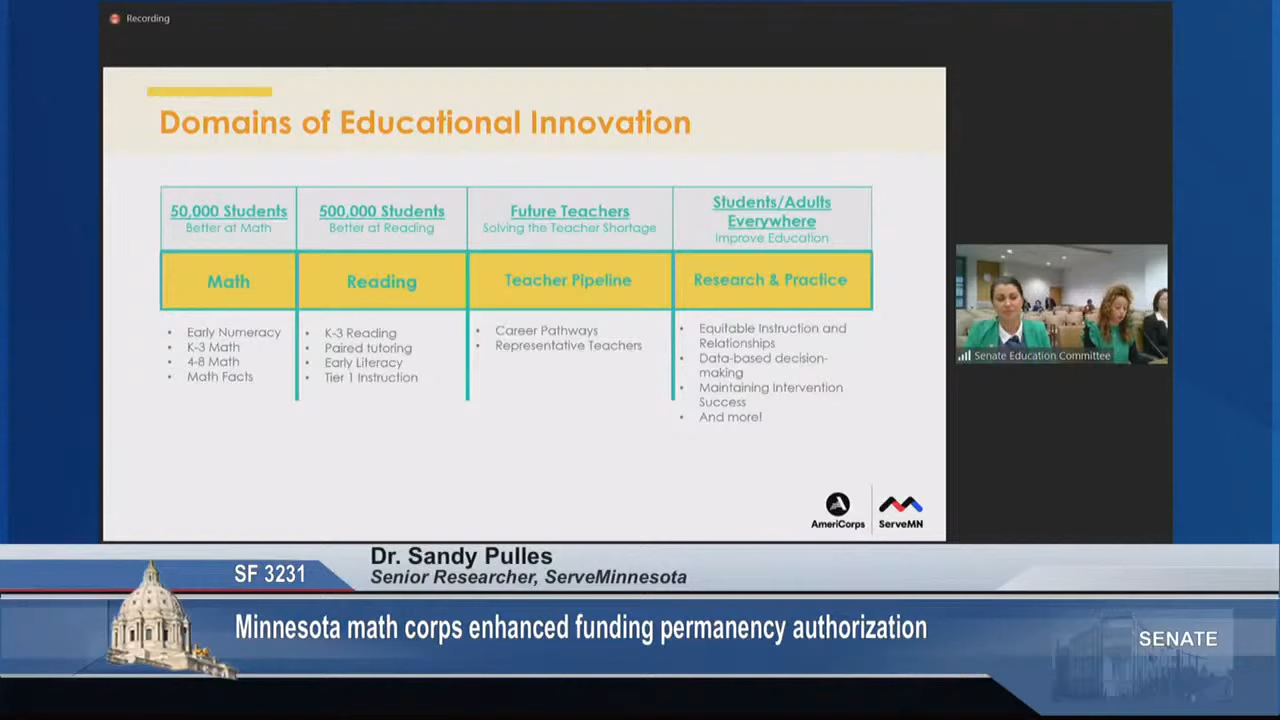 Recording
Domains of Educational Innovation
50,000 Students
Better at Math
500,000 Students
Better at Reading
Future Teachers
Solving the Teacher Shortage
Students/Adults
Everywhere
Improve Education
Math
Reading
Teacher Pipeline
Research & Practice
• Early Numeracy
• K-3 Math
• 4-8 Math
• Math Facts
• K-3 Reading
• Paired tutoring
• Early Literacy
• Tier 1 Instruction
• Career Pathways
• Representative Teachers
• Equitable Instruction and
Relationships
• Data-based decision-
making
• Maintaining Intervention
Success
• And more!
AmeriCorps
ServeMN
Senate Education Committee
Dr. Sandy Pulles
Senior Researcher, ServeMinnesota
SF 3231
Minnesota math corps enhanced funding permanency authorization
SENATE